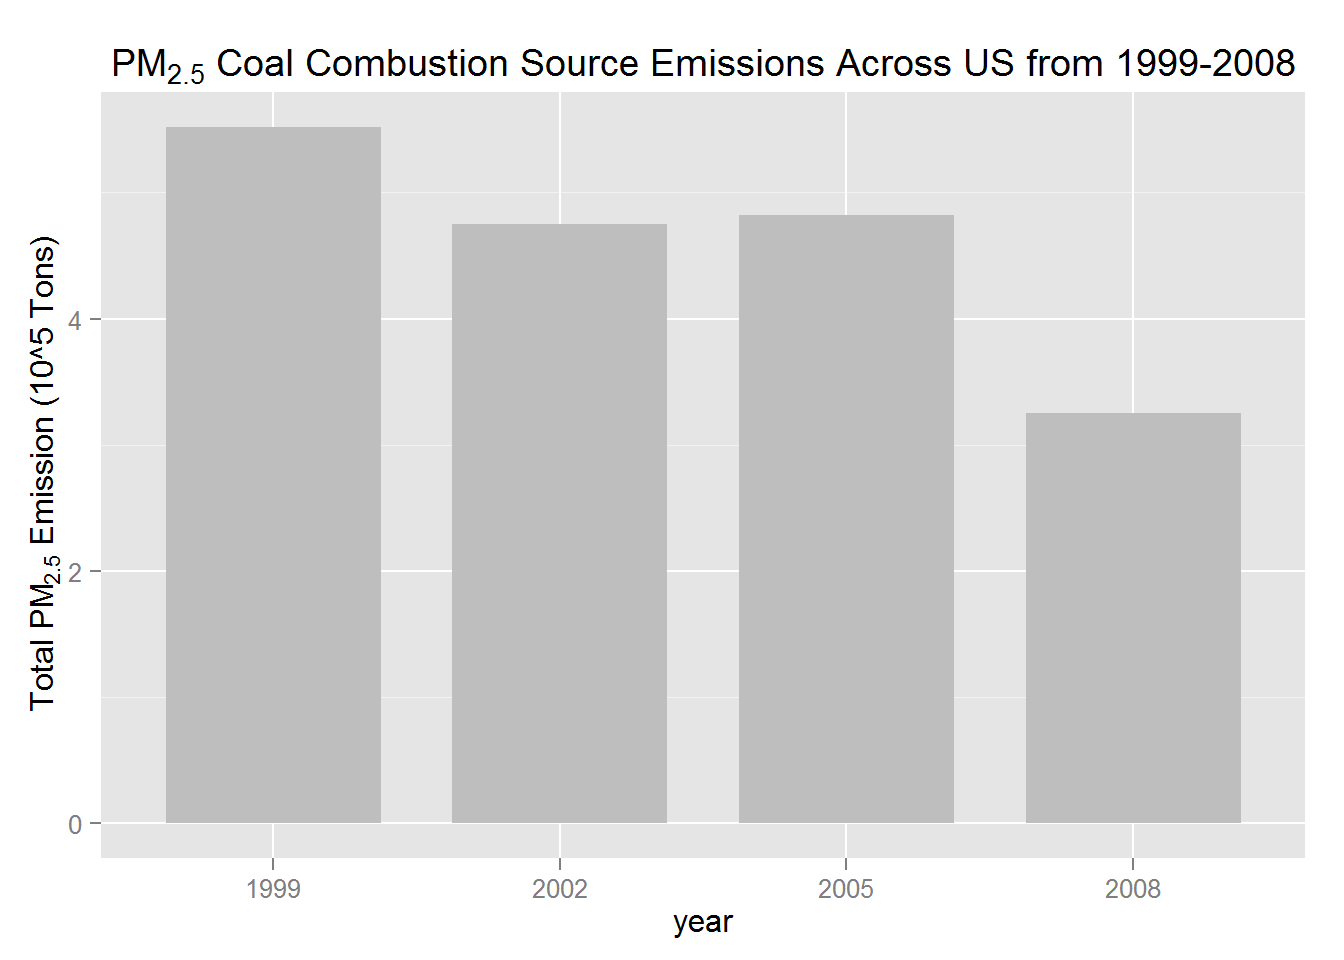 PM2.5 Coal Combustion Source Emissions Across US from 1999-2008
Total PM2.5 Emission (10^5 Tons)
4
2
0
1999 2002 2005 2008
year